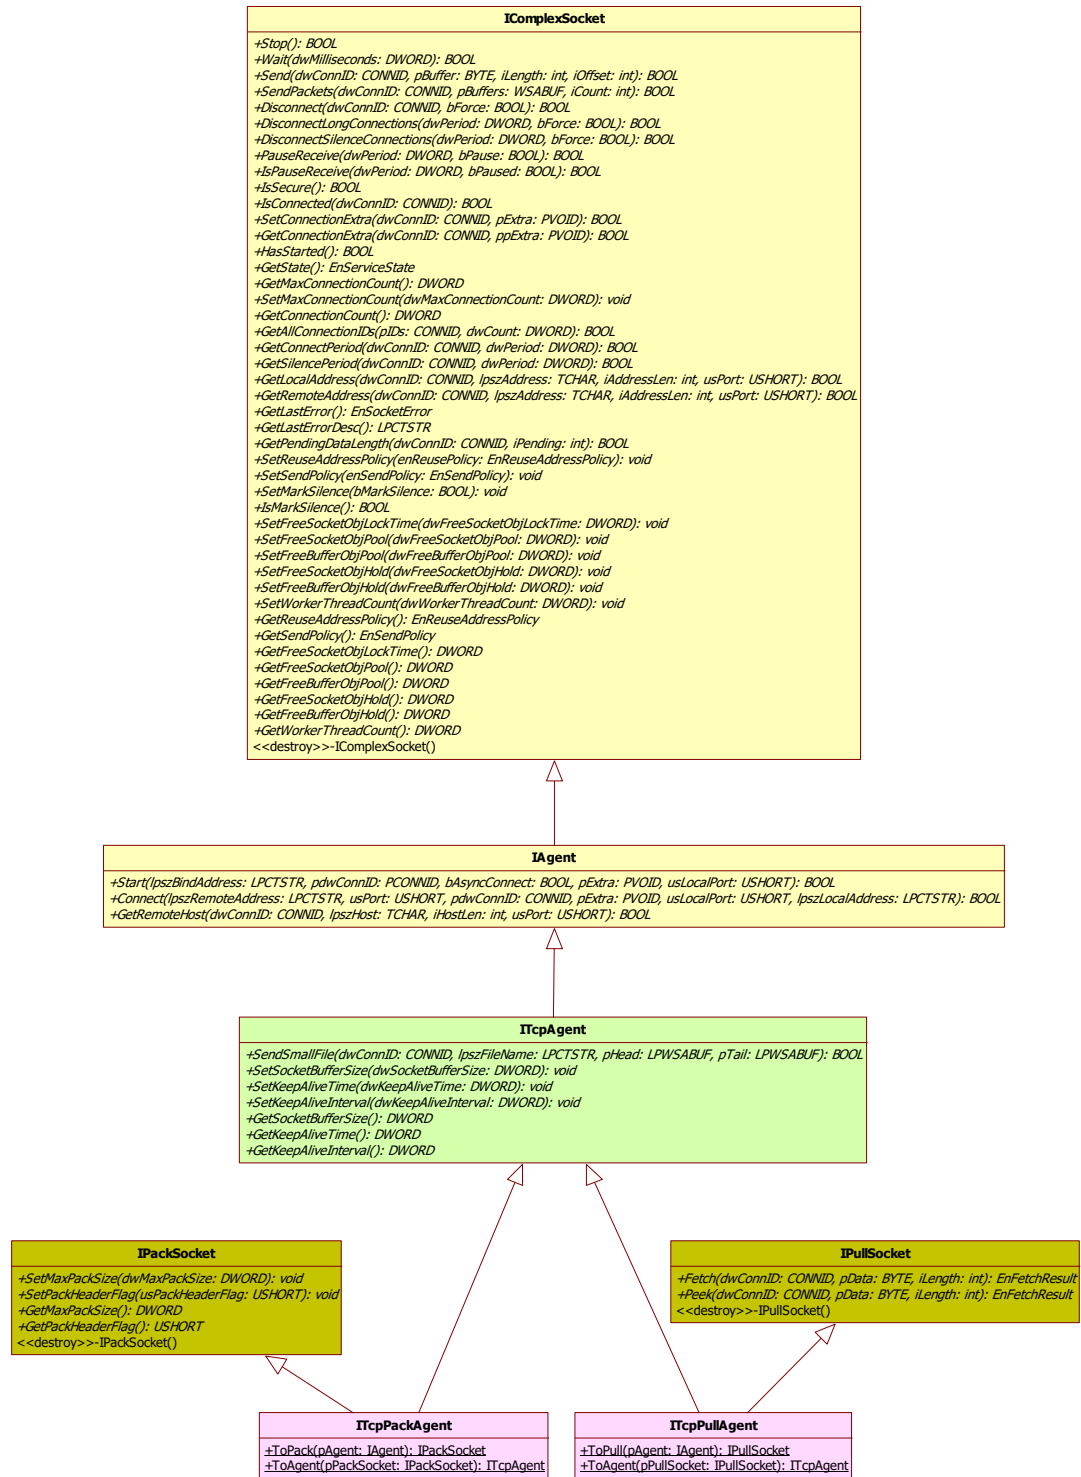 IComplexSocket
+Stop(): BOOL
+Wait(dwMilliseconds: DWORD): BOOL
+Send(dwConnID: CONNID, pBuffer: BYTE, iLength: int, iOffset: int): BOOL
+SendPackets(dwConnID: CONNID, pBuffers: WSABUF, iCount: int): BOOL
+Disconnect(dwConnID: CONNID, bForce: BOOL): BOOL
+DisconnectLongConnections(dwPeriod: DWORD, bForce: BOOL): BOOL
+DisconnectSilenceConnections(dwPeriod: DWORD, bForce: BOOL): BOOL
+PauseReceive(dwPeriod: DWORD, bPause: BOOL): BOOL
+IsPauseReceive(dwPeriod: DWORD, bPaused: BOOL): BOOL
+IsSecure(): BOOL
+IsConnected(dwConnID: CONNID): BOOL
+SetConnectionExtra(dwConnID: CONNID, pExtra: PVOID): BOOL
+GetConnectionExtra(dwConnID: CONNID, ppExtra: PVOID): BOOL
+HasStarted(): BOOL
+GetState(): EnServiceState
+GetMaxConnectionCount(): DWORD
+SetMaxConnectionCount(dwMaxConnectionCount: DWORD): void
+GetConnectionCount(): DWORD
+GetAllConnectionIDs(pIDs: CONNID, dwCount: DWORD): BOOL
+GetConnectPeriod(dwConnID: CONNID, dwPeriod: DWORD): BOOL
+GetSilencePeriod(dwConnID: CONNID, dwPeriod: DWORD): BOOL
+GetLocalAddress(dwConnID: CONNID, lpszAddress: TCHAR, iAddressLen: int, usPort: USHORT): BOOL
+GetRemoteAddress(dwConnID: CONNID, lpszAddress: TCHAR, iAddressLen: int, usPort: USHORT): BOOL
+GetLastError(): EnSocketError
+GetLastErrorDesc(): LPCTSTR
+GetPendingDataLength(dwConnID: CONNID, iPending: int): BOOL
+SetReuseAddressPolicy(enReusePolicy: EnReuseAddressPolicy): void
+SetSendPolicy(enSendPolicy: EnSendPolicy): void
+SetMarkSilence(bMarkSilence: BOOL): void
+IsMarkSilence(): BOOL
+SetFreeSocketObjLockTime(dwFreeSocketObjLockTime: DWORD): void
+SetFreeSocketObjPool(dwFreeSocketObjPool: DWORD): void
+SetFreeBufferObjPool(dwFreeBufferObjPool: DWORD): void
+SetFreeSocketObjHold(dwFreeSocketObjHold: DWORD): void
+SetFreeBufferObjHold(dwFreeBufferObjHold: DWORD): void
+SetWorkerThreadCount(dwWorkerThreadCount: DWORD): void
+GetReuseAddressPolicy(): EnReuseAddressPolicy
+GetSendPolicy(): EnSendPolicy
+GetFreeSocketObjLockTime(): DWORD
+GetFreeSocketObjPool(): DWORD
+GetFreeBufferObjPool(): DWORD
+GetFreeSocketObjHold(): DWORD
+GetFreeBufferObjHold(): DWORD
+GetWorkerThreadCount(): DWORD
<<destroy>>-IComplexSocket()
IAgent
+Start(lpszBindAddress: LPCTSTR, pdwConnID: PCONNID, bAsyncConnect: BOOL, pExtra: PVOID, usLocalPort: USHORT): BOOL
+Connect(lpszRemoteAddress: LPCTSTR, usPort: USHORT, pdwConnID: CONNID, pExtra: PVOID, usLocalPort: USHORT, lpszLocalAddress: LPCTSTR): BOOL
+GetRemoteHost(dwConnID: CONNID, lpszHost: TCHAR, iHostLen: int, usPort: USHORT): BOOL
ITcpAgent
+SendSmallFile(dwConnID: CONNID, lpszFileName: LPCTSTR, pHead: LPWSABUF, pTail: LPWSABUF): BOOL
+SetSocketBufferSize(dwSocketBufferSize: DWORD): void
+SetKeepAliveTime(dwKeepAliveTime: DWORD): void
+SetKeepAliveInterval(dwKeepAliveInterval: DWORD): void
+GetSocketBufferSize(): DWORD
+GetKeepAliveTime(): DWORD
+GetKeepAliveInterval(): DWORD
IPackSocket
+SetMaxPackSize(dwMaxPackSize: DWORD): void
+SetPackHeaderFlag(usPackHeaderFlag: USHORT): void
+GetMaxPackSize(): DWORD
+GetPackHeaderFlag(): USHORT
<<destroy>>-IPackSocket()
IPullSocket
+Fetch(dwConnID: CONNID, pData: BYTE, iLength: int): EnFetchResult
+Peek(dwConnID: CONNID, pData: BYTE, iLength: int): EnFetchResult
<<destroy>>-IPullSocket()
ITcpPackAgent
+ToPack(pAgent: IAgent): IPackSocket
+ToAgent(pPackSocket: IPackSocket): ITcpAgent
ITcpPullAgent
+ToPull(pAgent: IAgent): IPullSocket
+ToAgent(pPullSocket: IPullSocket): ITcpAgent